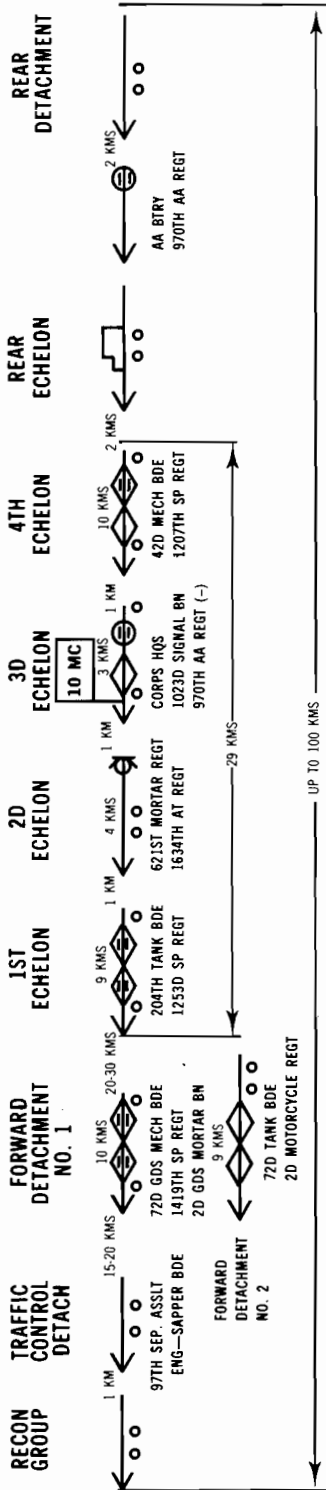 RECON
GROUP
1 KM
TRAFFIC
CONTROL
DETACH
97TH SEP. ASSLT
ENG—SAPPER BDE
15-20 KMS
FORWARD
DETACHMENT
NO. 1
10 KMS
72D GDS MECH BDE
1419TH SP REGT
2D GDS MORTAR BN
FORWARD
DETACHMENT
NO. 2
9 KMS
72D TANK BDE
2D MOTORCYCLE REGT
20-30 KMS
1ST
ECHELON
9 KMS
204TH TANK BDE
1253D SP REGT
1 KM
2D
ECHELON
4 KMS
621ST MORTAR REGT
1634TH AT REGT
1 KM
3D
ECHELON
10 MC
3 KMS
CORPS HQS
1023D SIGNAL BN
970TH AA REGT (-)
1 KM
4TH
ECHELON
10 KMS
42D MECH BDE
1207TH SP REGT
2 KMS
REAR
ECHELON
AA BTRY
970TH AA REGT
2 KMS
REAR
DETACHMENT
29 KMS
UP TO 100 KMS